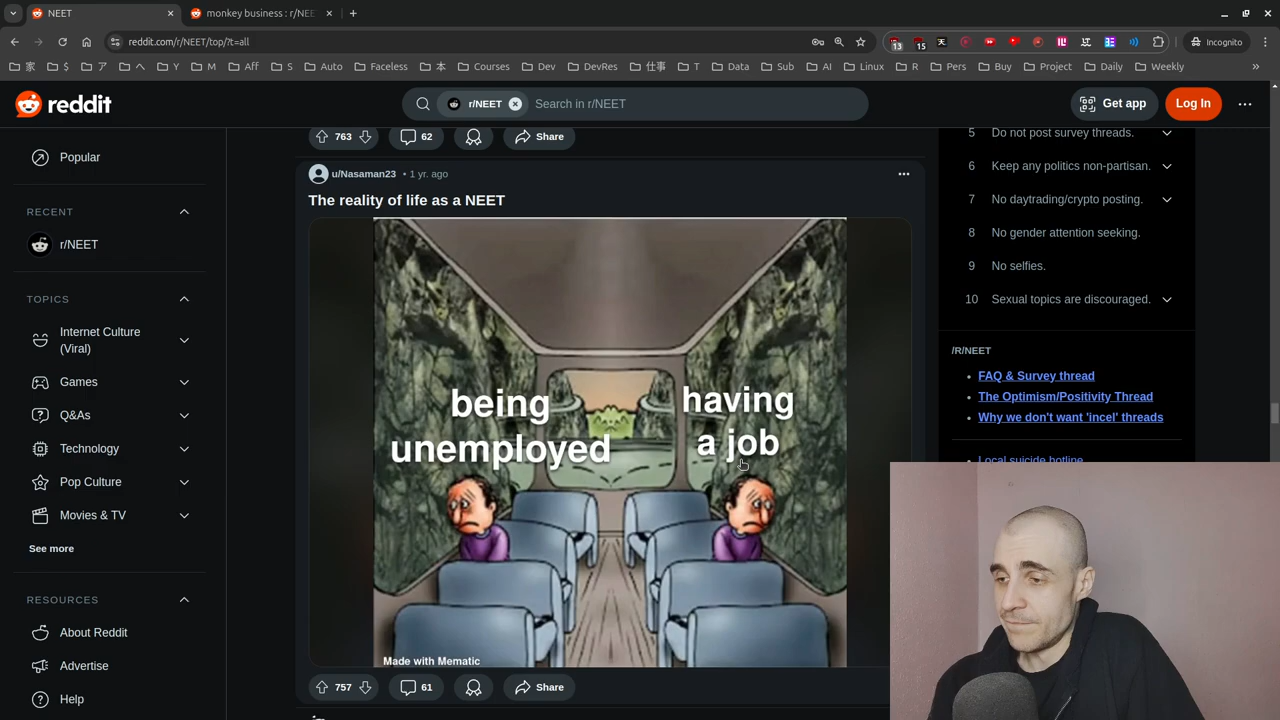 NEET
monkey business : r/NEE
reddit.com/r/NEET/top/?t=all
13
15
Incognito
家
$
ア
へ
Y
M
Aff
S
Auto
Faceless
本
Courses
Dev
DevRes
仕事
T
Data
Sub
AI
Linux
R
Pers
Buy
Project
Daily
Weekly
»
reddit
r/NEET
Search in r/NEET
Get app
Log In
Popular
RECENT
r/NEET
TOPICS
Internet Culture
(Viral)
Games
Q&As
Technology
Pop Culture
Movies & TV
See more
RESOURCES
About Reddit
Advertise
Help
763
62
Share
u/Nasaman23 • 1 yr. ago
The reality of life as a NEET
being
unemployed
having
a job
Made with Mematic
757
61
Share
5 Do not post survey threads.
6 Keep any politics non-partisan.
7 No daytrading/crypto posting.
8 No gender attention seeking.
9 No selfies.
10 Sexual topics are discouraged.
/R/NEET
• FAQ & Survey thread
• The Optimism/Positivity Thread
• Why we don't want 'incel' threads
Local suicide hotline